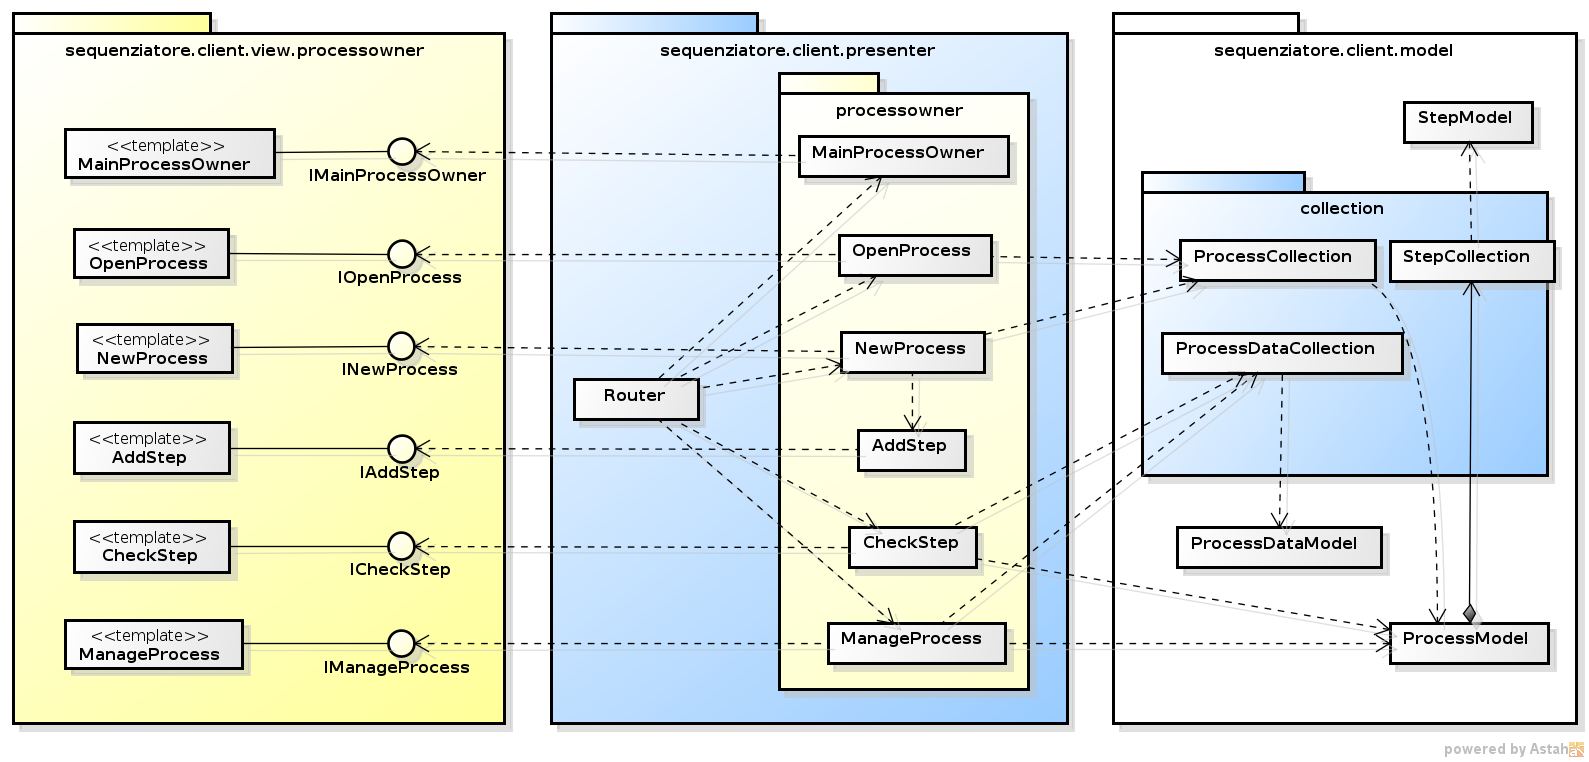 sequenziatore.client.view.processowner
<<template>>
MainProcessOwner
IMainProcessOwner
<<template>>
OpenProcess
IOpenProcess
<<template>>
NewProcess
INewProcess
<<template>>
AddStep
IAddStep
<<template>>
CheckStep
ICheckStep
<<template>>
ManageProcess
IManageProcess
sequenziatore.client.presenter
processowner
MainProcessOwner
OpenProcess
NewProcess
Router
AddStep
CheckStep
ManageProcess
sequenziatore.client.model
StepModel
collection
ProcessCollection
StepCollection
ProcessDataCollection
ProcessDataModel
ProcessModel
powered by Astah